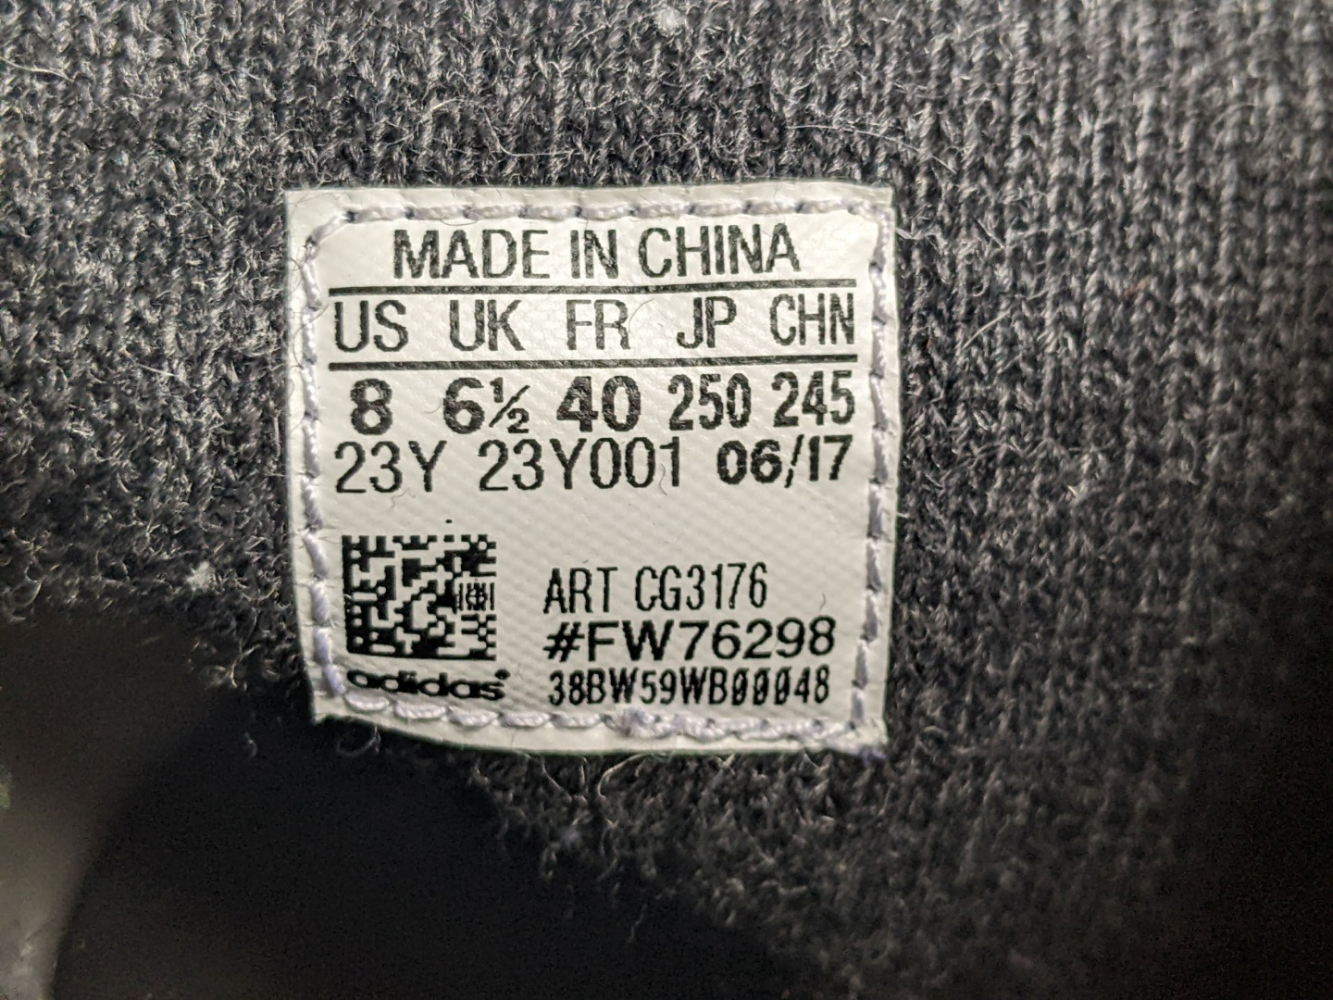 MADE IN CHINA
US UK FR JP CHN
8 6½ 40 250 245
23Y 23Y001 06/17
ART CG3176
#FW76298
adidas
38BW59WB00048